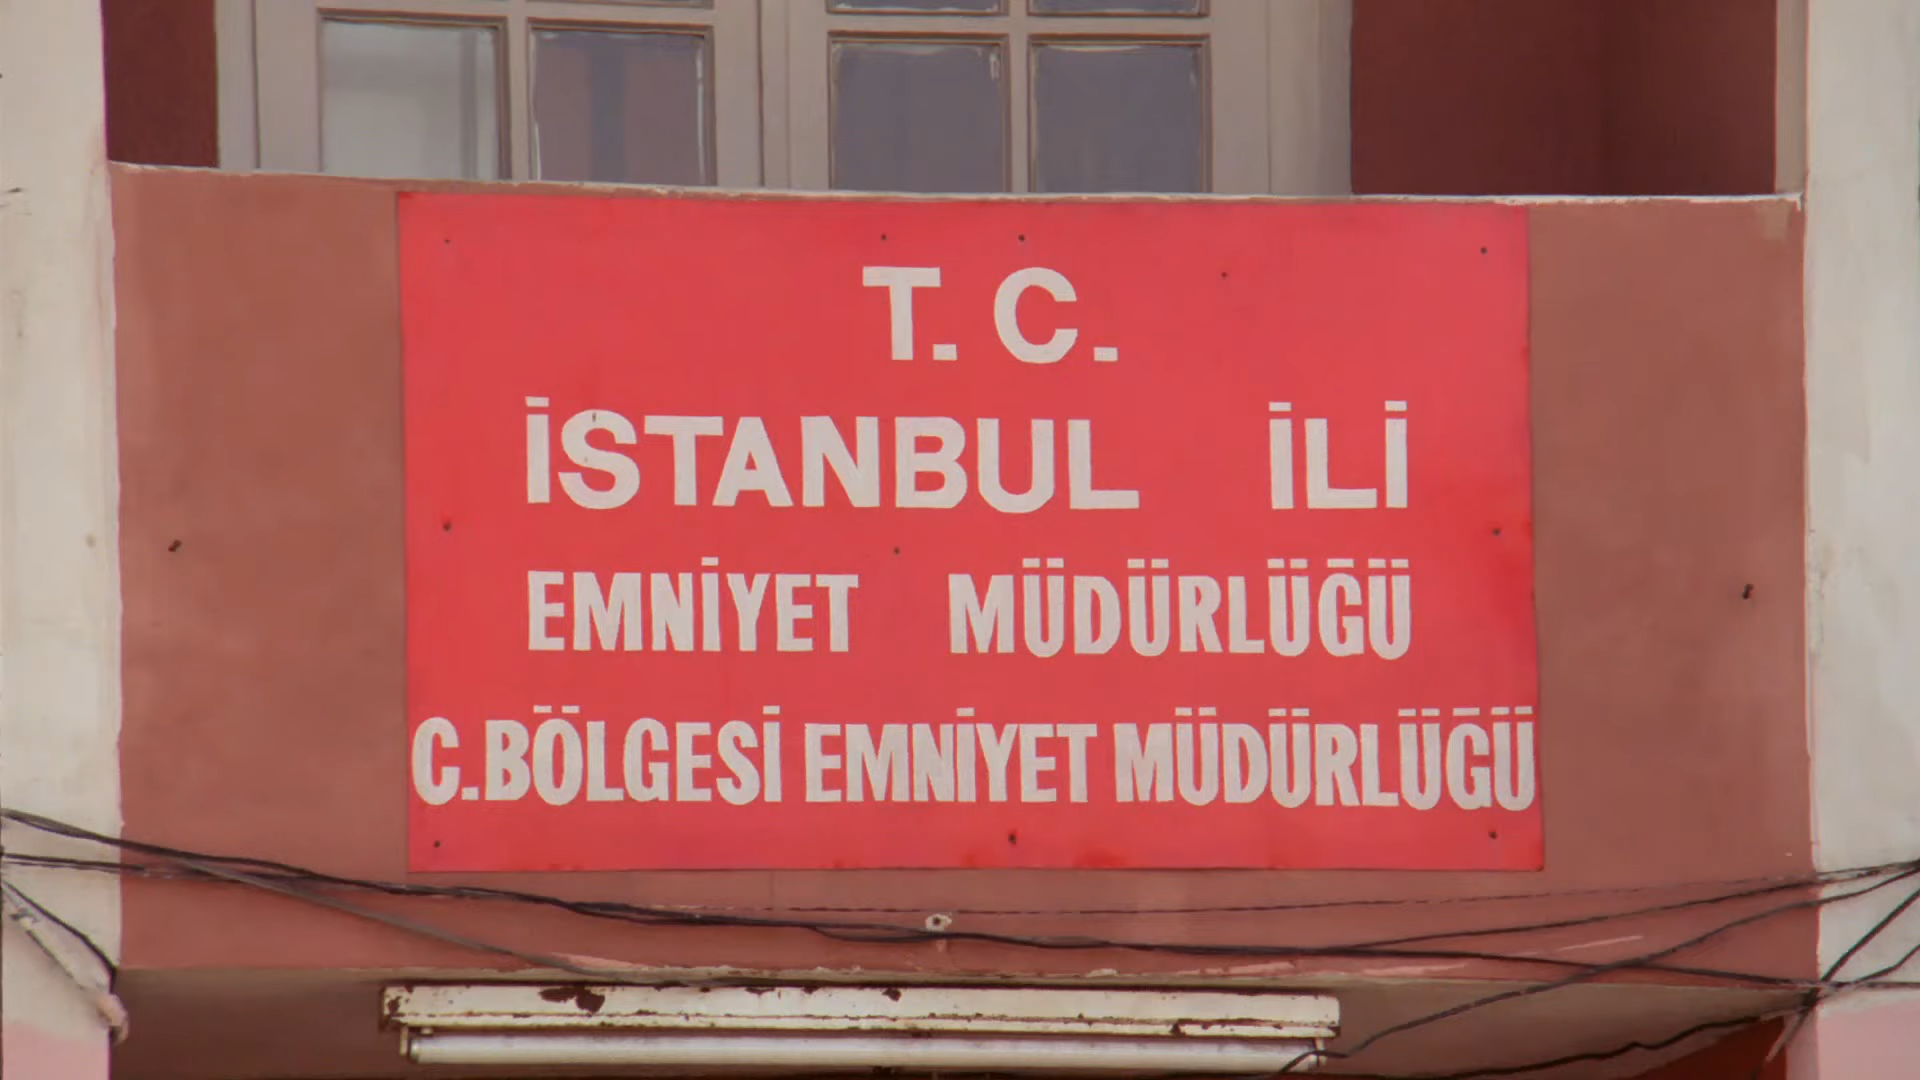 T. C.
İSTANBUL İLİ
EMNİYET MÜDÜRLÜĞÜ
C.BÖLGESİ EMNİYET MÜDÜRLÜĞÜ